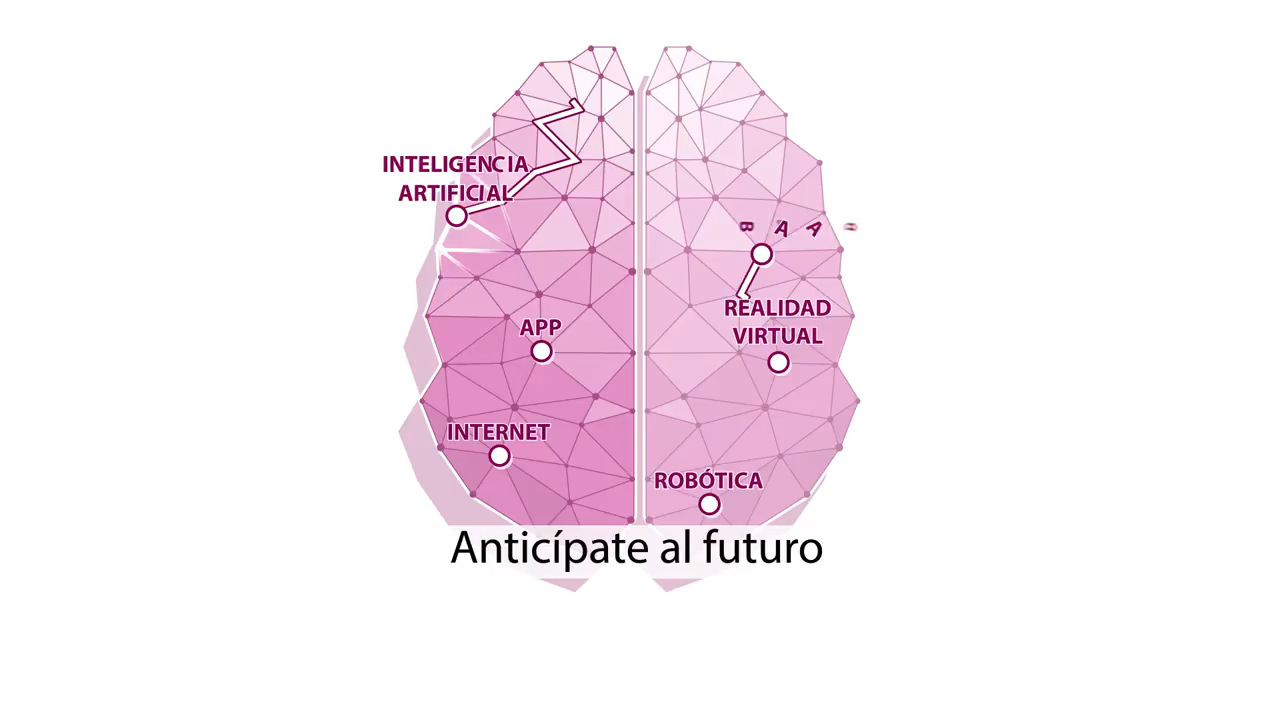 INTELIGENCIA
ARTIFICIAL
REALIDAD
VIRTUAL
APP
INTERNET
ROBÓTICA
Anticípate al futuro